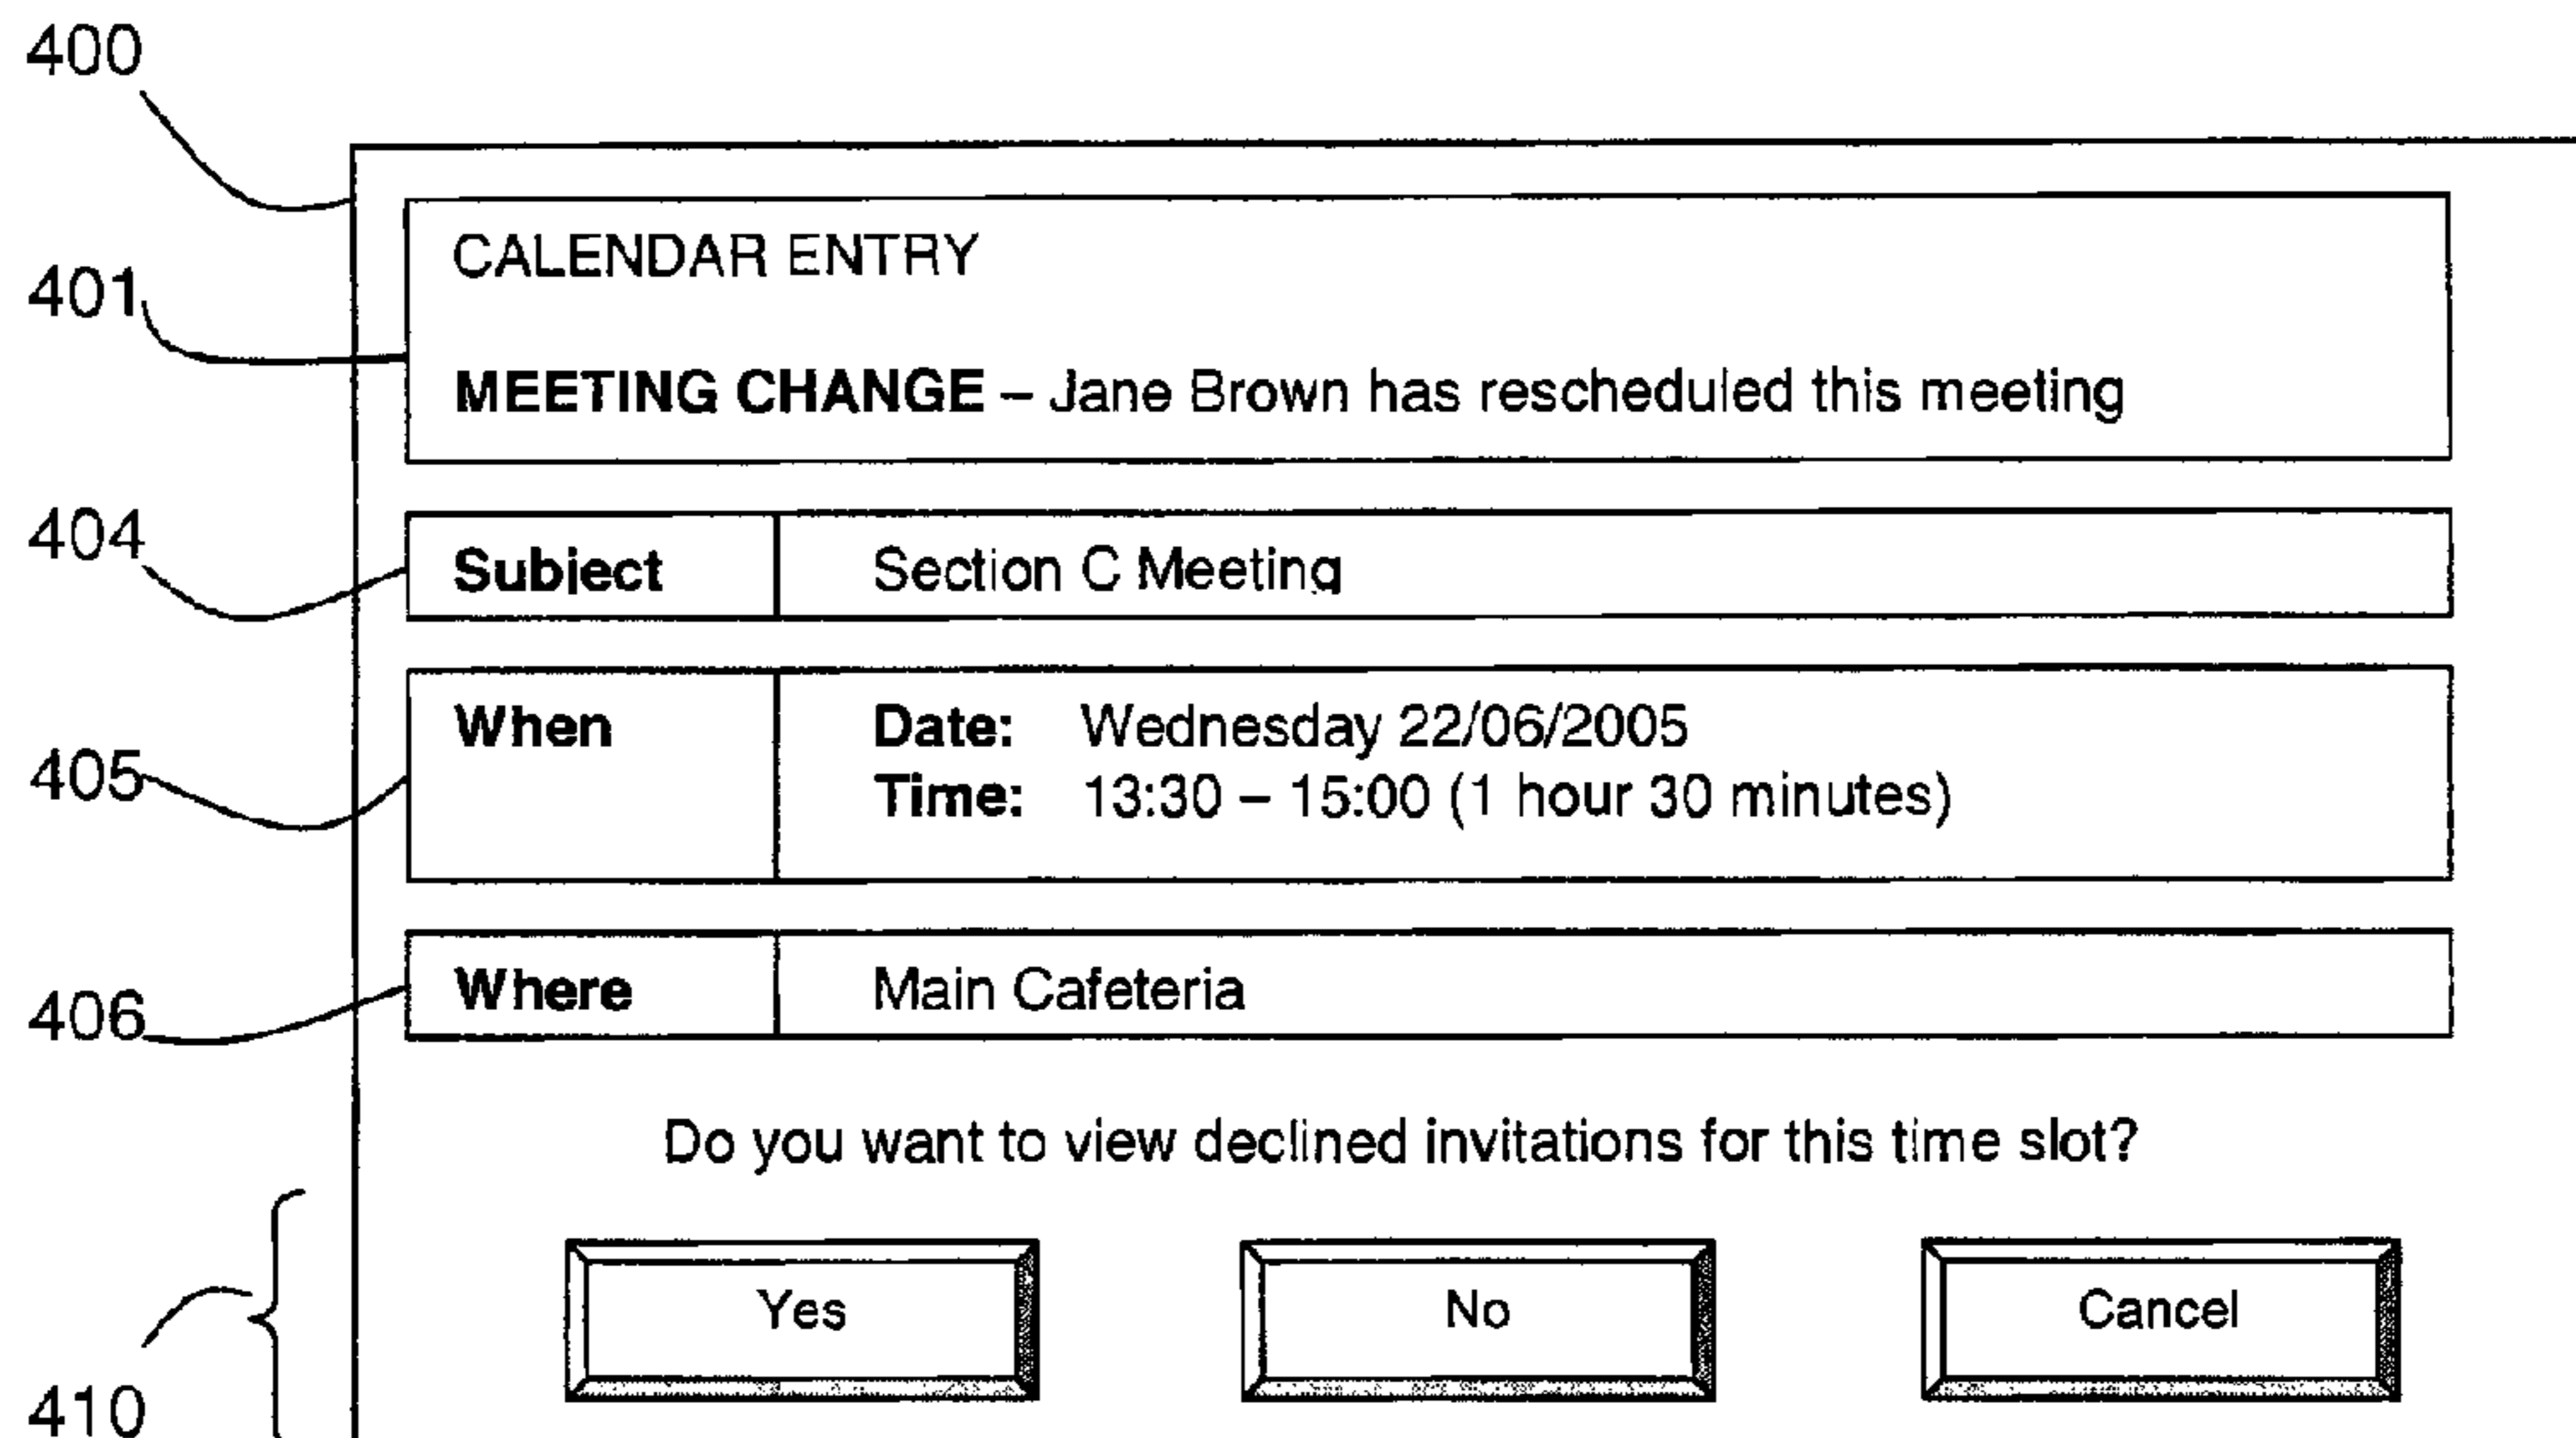 400
CALENDAR ENTRY
401
MEETING CHANGE – Jane Brown has rescheduled this meeting
404
Subject Section C Meeting
When Date: Wednesday 22/06/2005
405
Time: 13:30 – 15:00 (1 hour 30 minutes)
406
Where Main Cafeteria
Do you want to view declined invitations for this time slot?
Yes No Cancel
410